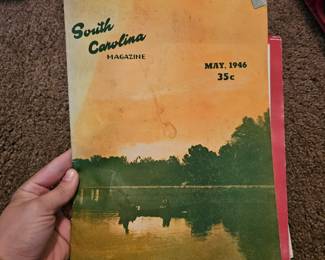 South
Carolina
MAGAZINE
MAY, 1946
35c